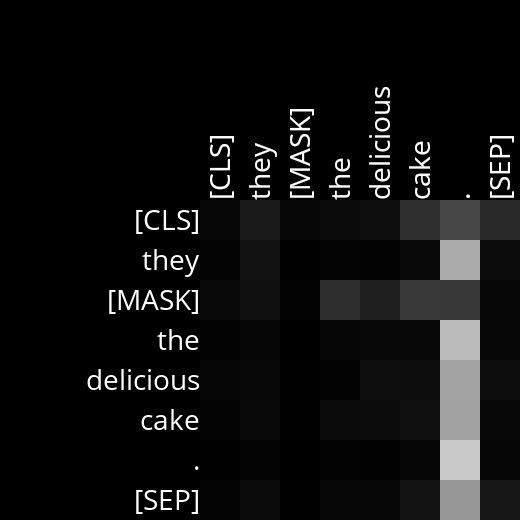 [CLS] they [MASK] the delicious cake . [SEP]
[CLS]
they
[MASK]
the
delicious
cake
.
[SEP]